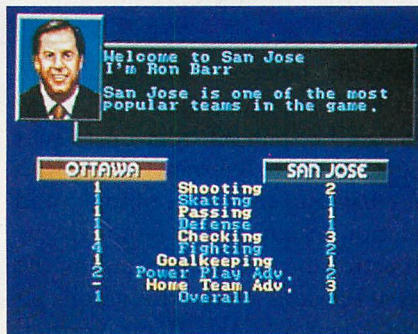 Welcome to San Jose
I'm Ron Barr
San Jose is one of the most
popular teams in the game.
OTTAWA SAN JOSE
1 Shooting 2
1 Skating 1
1 Passing 1
1 Defense 1
1 Checking 3
4 Fighting 2
1 Goalkeeping 1
2 Power Play Adv. 2
- Home Team Adv. 3
1 Overall 1